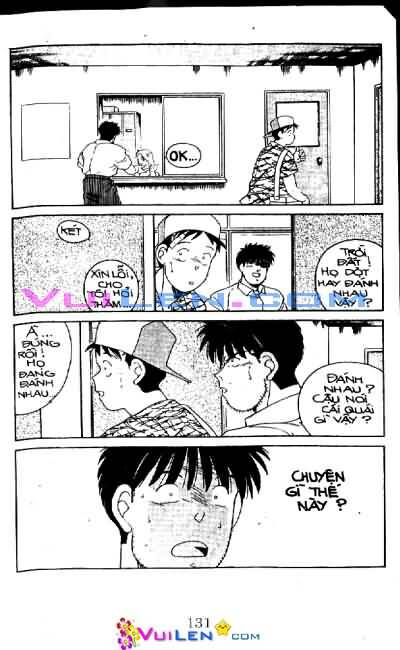 OK...
KÉT
XIN LỖI,
CHO
TÔI HỎI
THĂM...
TRỜI
ĐẤT!
HỌ DỌT
HAY ĐÁNH
NHAU
VẬY?
VUILEN.COM
À...
ĐÚNG
RỒI!
HỌ
ĐANG
ĐÁNH
NHAU...
ĐÁNH
NHAU?
CẬU NÓI
CÁI QUÁI
GÌ VẬY?
CHUYỆN
GÌ THẾ
NÀY?
131
VUILEN.COM